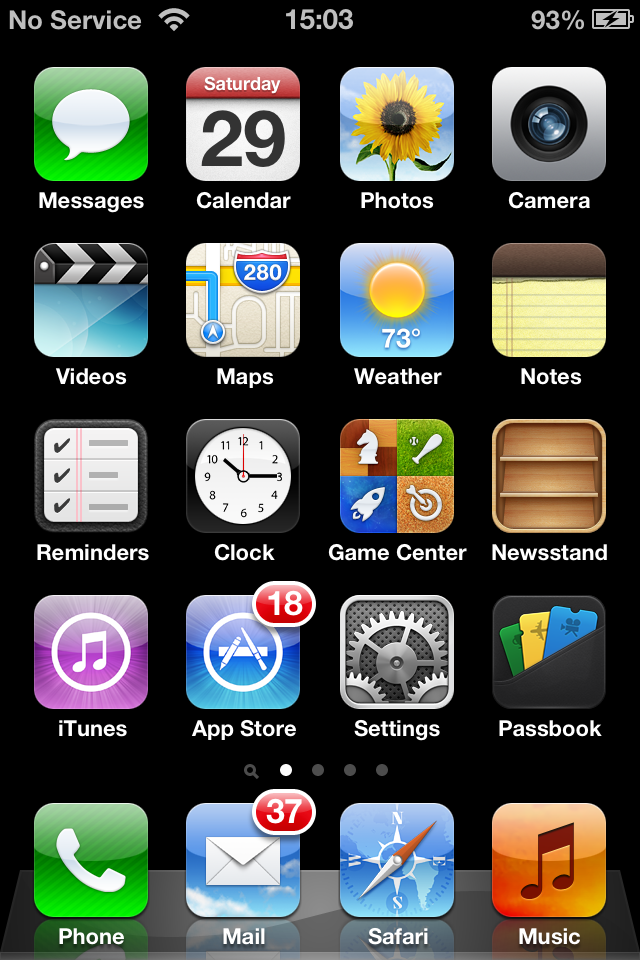 No Service 15:03 93%
Saturday
29
Messages Calendar Photos Camera
280
73°
Videos Maps Weather Notes
12
11 1
10 2
9 3
8 4
7 5
6
Reminders Clock Game Center Newsstand
18
iTunes App Store Settings Passbook
37
N
W E
S
Phone Mail Safari Music